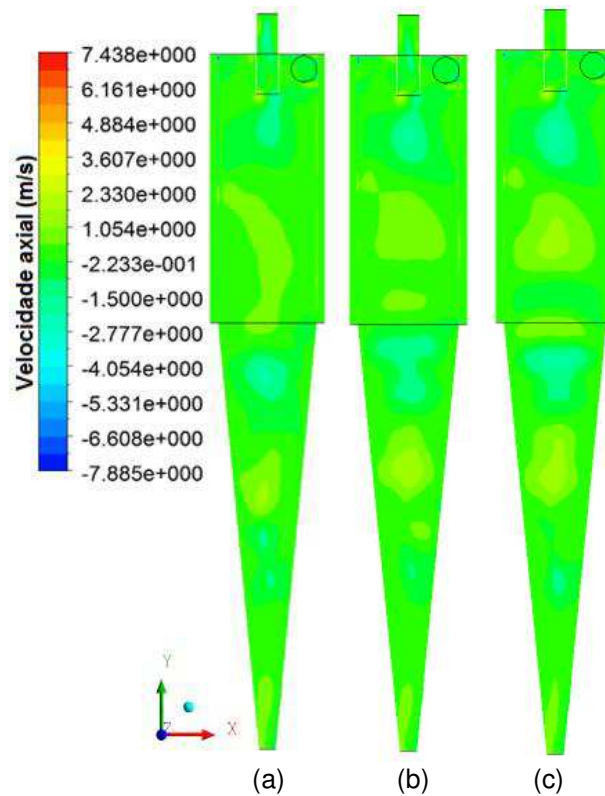 Velocidade axial (m/s)
7.438e+000
6.161e+000
4.884e+000
3.607e+000
2.330e+000
1.054e+000
-2.233e-001
-1.500e+000
-2.777e+000
-4.054e+000
-5.331e+000
-6.608e+000
-7.885e+000
Y
Z
X
(a)
(b)
(c)